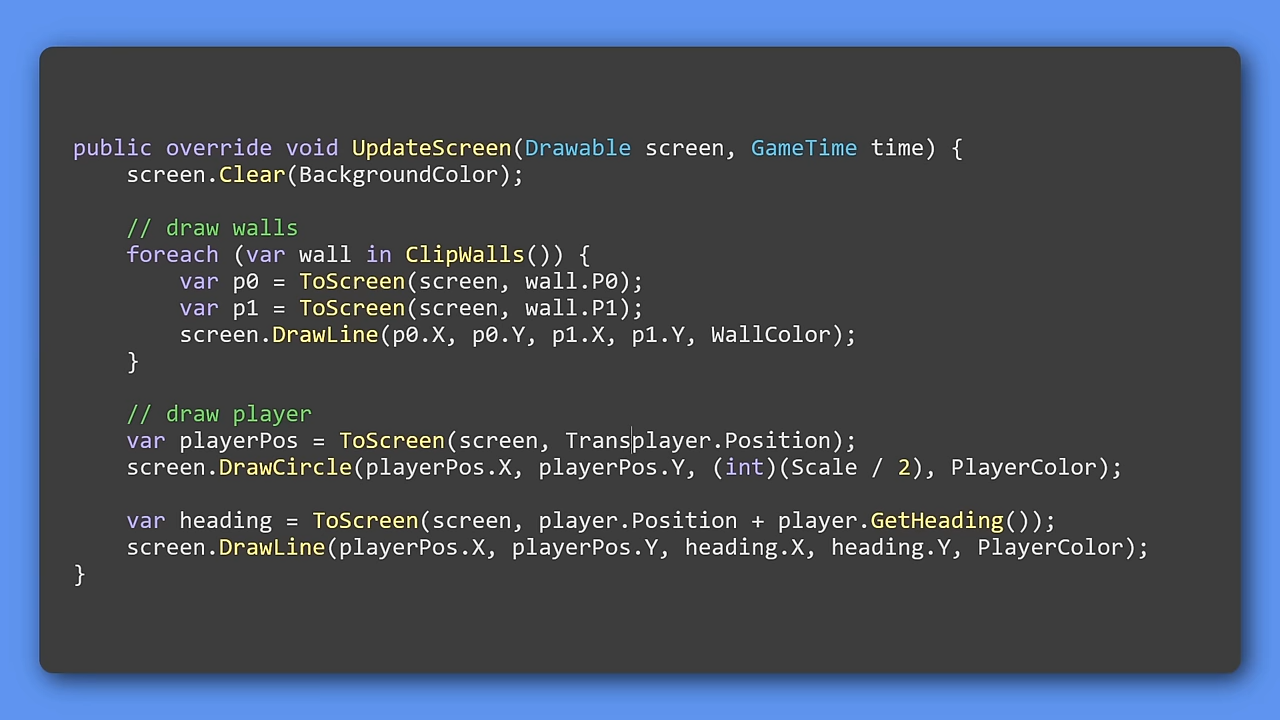 public override void UpdateScreen(Drawable screen, GameTime time) {
    screen.Clear(BackgroundColor);

    // draw walls
    foreach (var wall in ClipWalls()) {
        var p0 = ToScreen(screen, wall.P0);
        var p1 = ToScreen(screen, wall.P1);
        screen.DrawLine(p0.X, p0.Y, p1.X, p1.Y, WallColor);
    }

    // draw player
    var playerPos = ToScreen(screen, Transplayer.Position);
    screen.DrawCircle(playerPos.X, playerPos.Y, (int)(Scale / 2), PlayerColor);

    var heading = ToScreen(screen, player.Position + player.GetHeading());
    screen.DrawLine(playerPos.X, playerPos.Y, heading.X, heading.Y, PlayerColor);
}